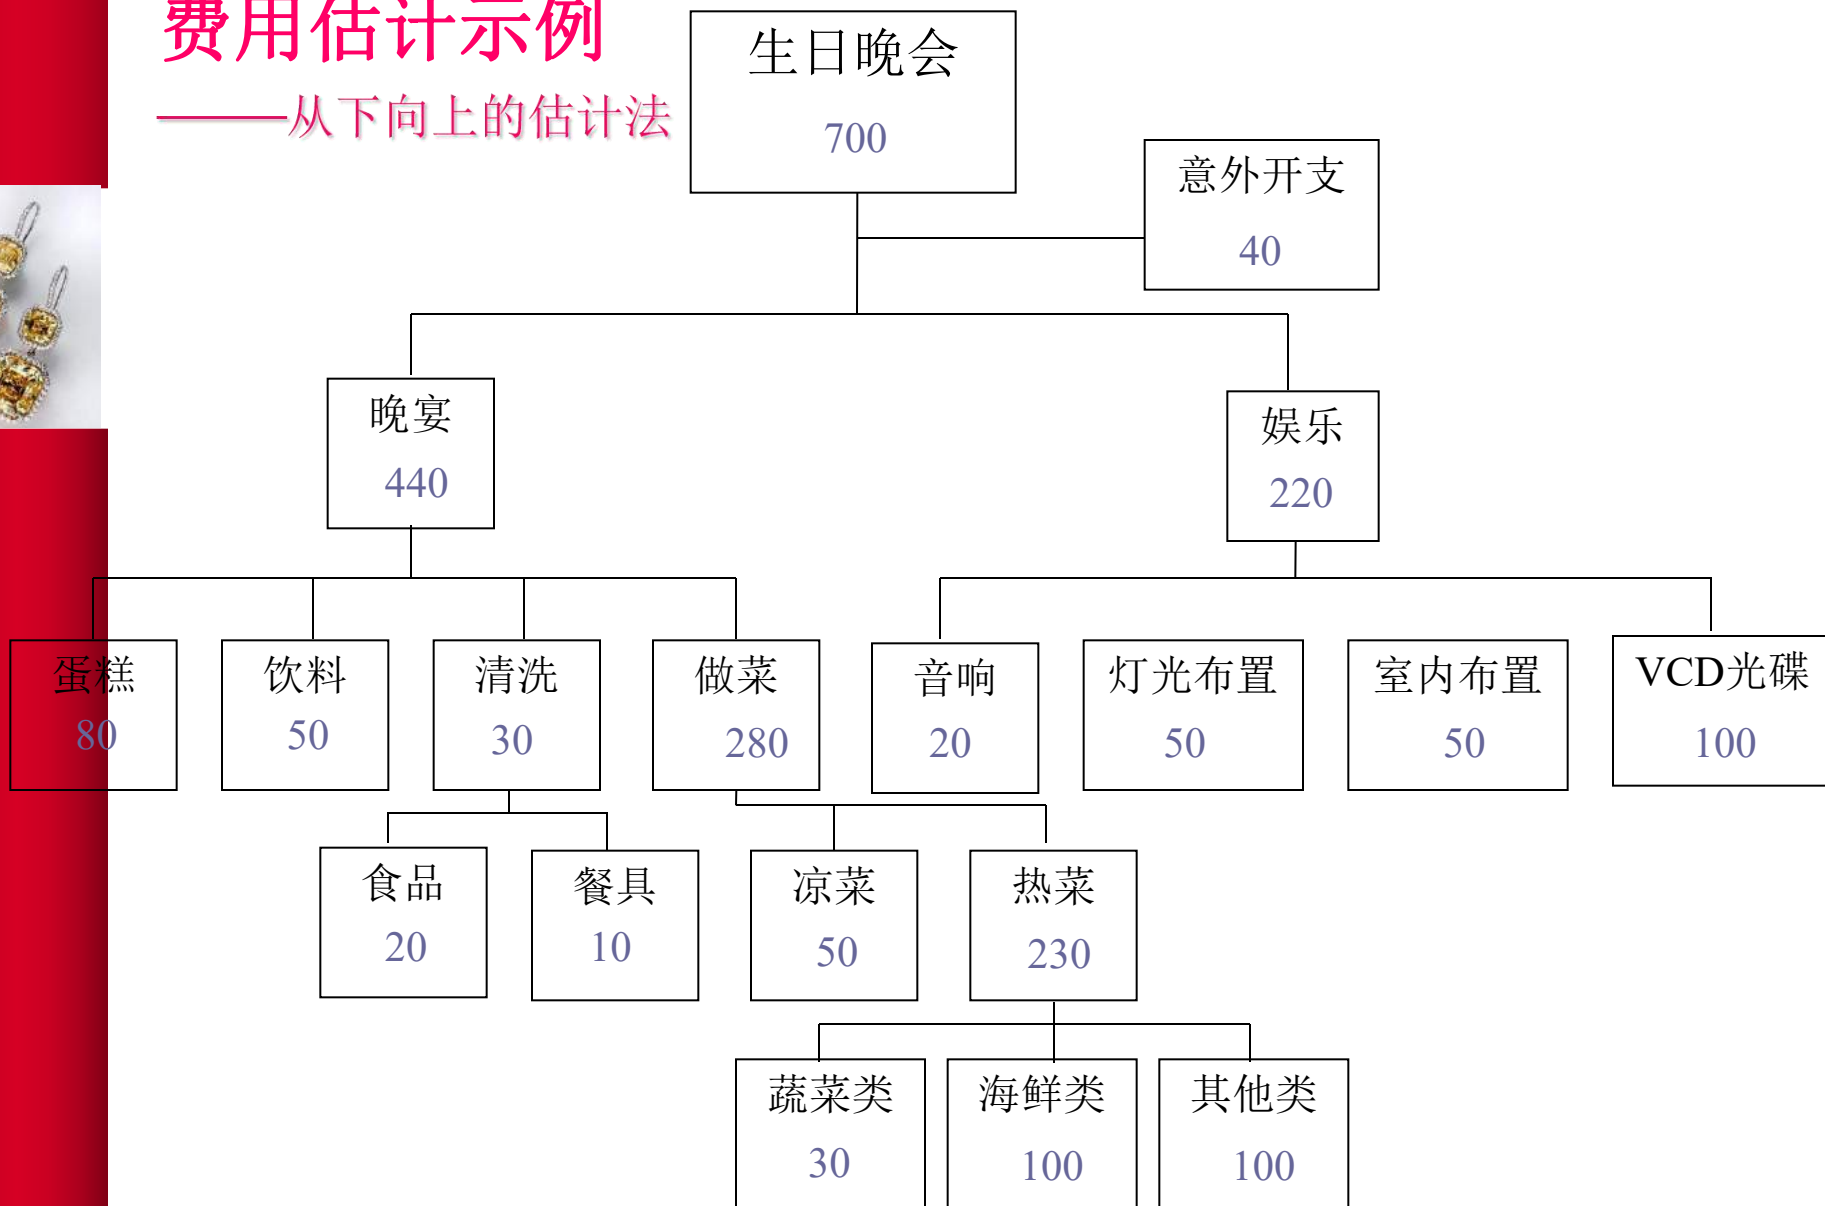 费用估计示例
———从下向上的估计法
生日晚会
700
意外开支
40
晚宴
440
娱乐
220
蛋糕
80
饮料
50
清洗
30
做菜
280
音响
20
灯光布置
50
室内布置
50
VCD光碟
100
食品
20
餐具
10
凉菜
50
热菜
230
蔬菜类
30
海鲜类
100
其他类
100